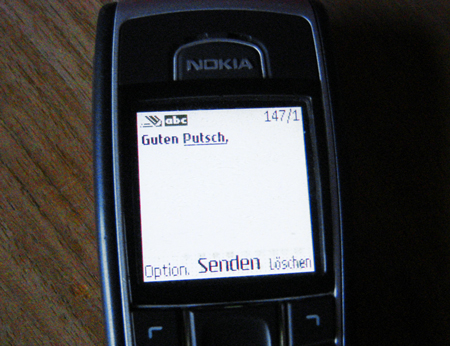 NOKIA
abc 147/1
Guten Putsch,
Option. Senden Löschen